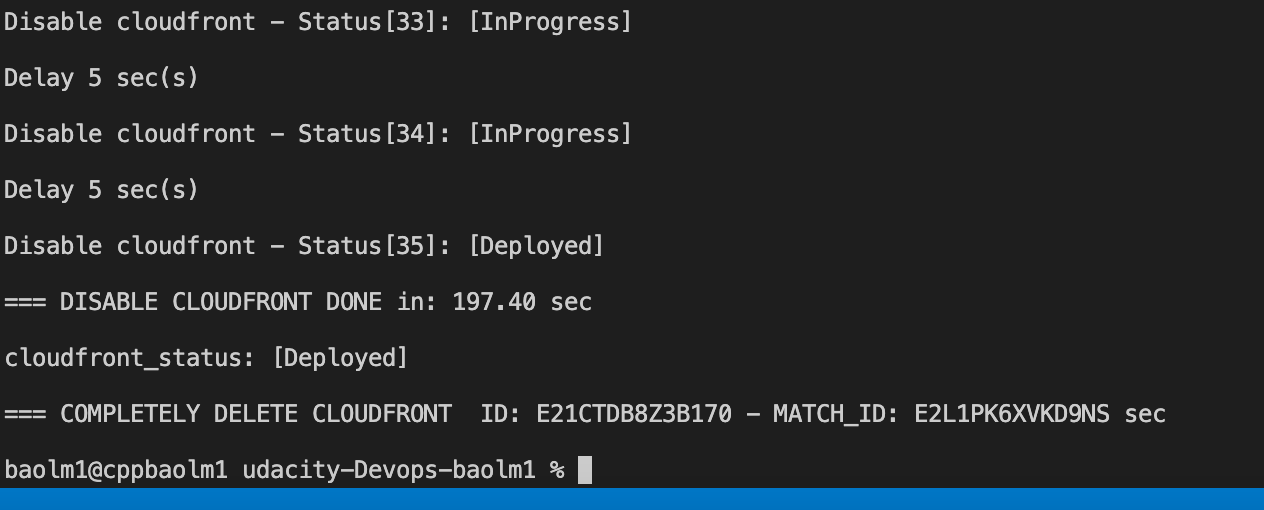 Disable cloudfront – Status[33]: [InProgress]
Delay 5 sec(s)
Disable cloudfront – Status[34]: [InProgress]
Delay 5 sec(s)
Disable cloudfront – Status[35]: [Deployed]
=== DISABLE CLOUDFRONT DONE in: 197.40 sec
cloudfront_status: [Deployed]
=== COMPLETELY DELETE CLOUDFRONT  ID: E21CTDB8Z3B170 – MATCH_ID: E2L1PK6XVKD9NS sec
baolm1@cppbaolm1 udacity-Devops-baolm1 %